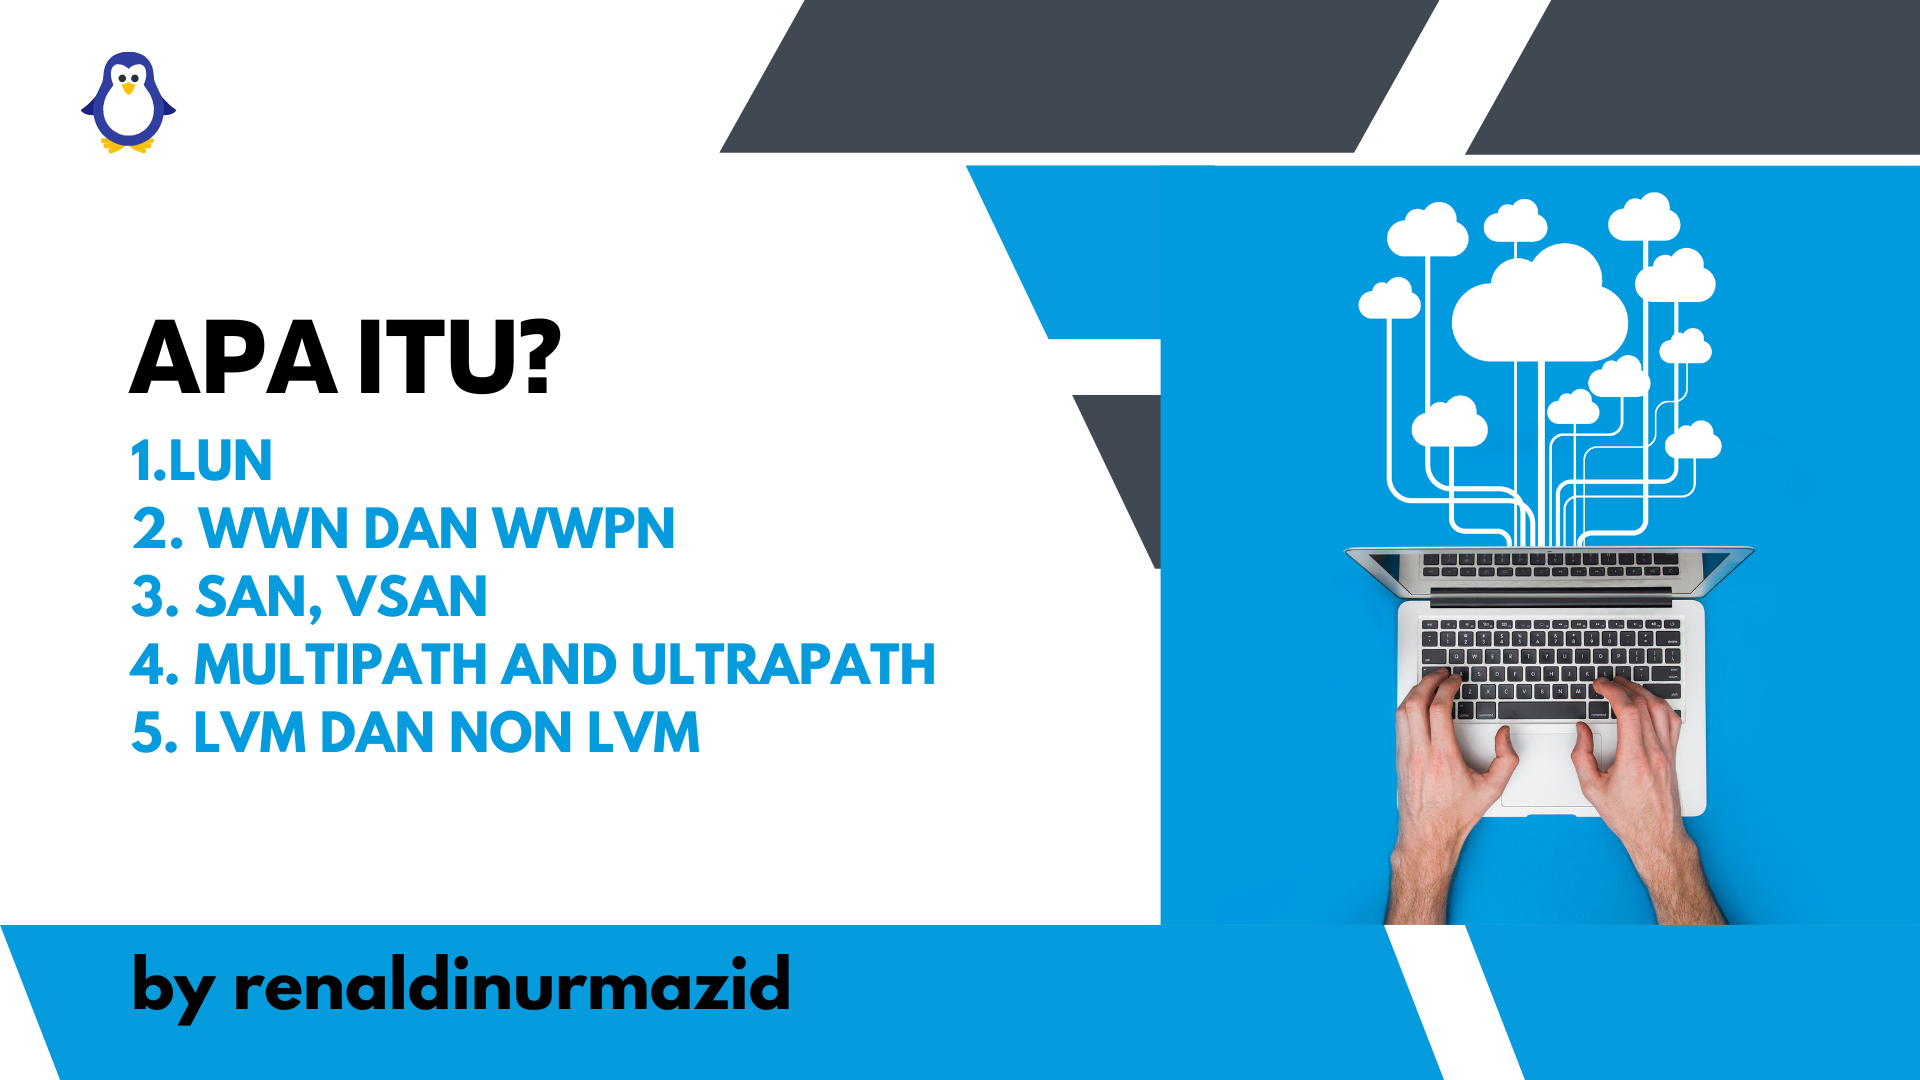 APA ITU?
1.LUN
2. WWN DAN WWPN
3. SAN, VSAN
4. MULTIPATH AND ULTRAPATH
5. LVM DAN NON LVM
by renaldinurmazid